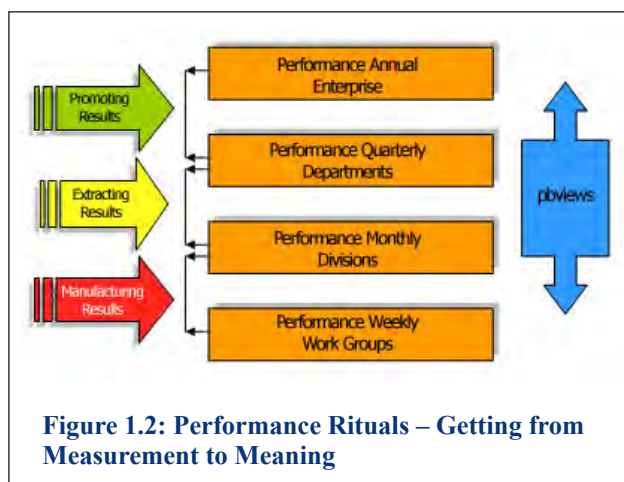 Promoting
Results
Extracting
Results
Manufacturing
Results
Performance Annual
Enterprise
Performance Quarterly
Departments
Performance Monthly
Divisions
Performance Weekly
Work Groups
pbviews
Figure 1.2: Performance Rituals – Getting from
Measurement to Meaning